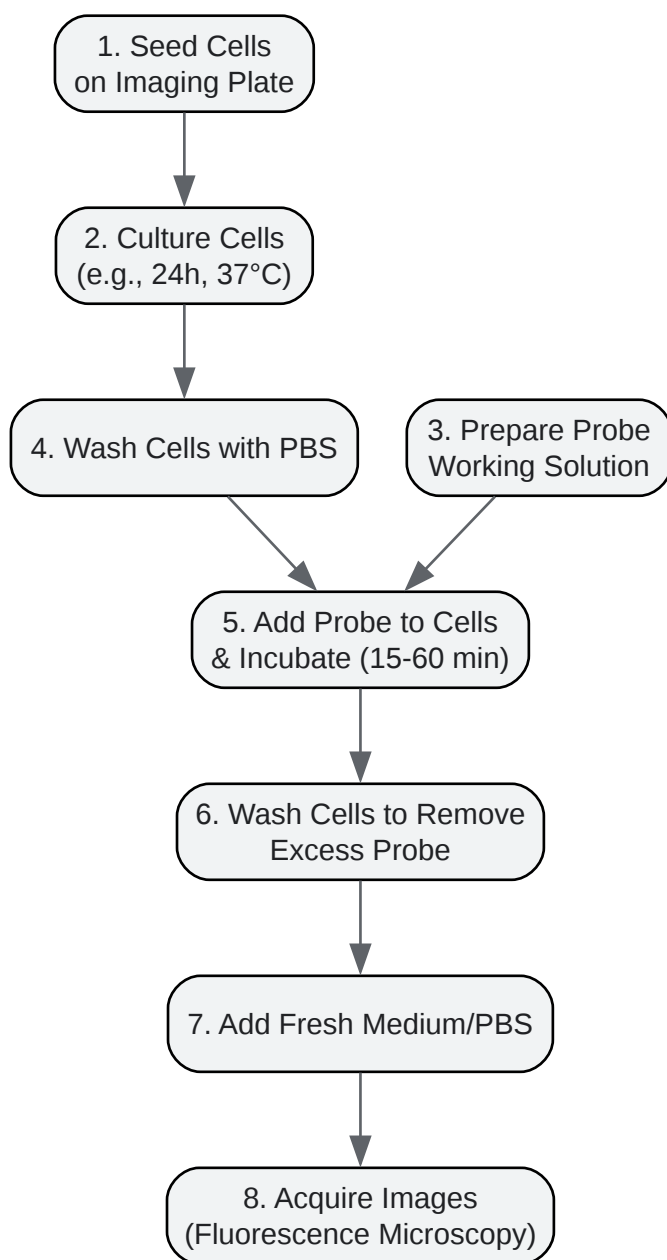 1. Seed Cells
on Imaging Plate
2. Culture Cells
(e.g., 24h, 37°C)
4. Wash Cells with PBS
3. Prepare Probe
Working Solution
5. Add Probe to Cells
& Incubate (15-60 min)
6. Wash Cells to Remove
Excess Probe
7. Add Fresh Medium/PBS
8. Acquire Images
(Fluorescence Microscopy)